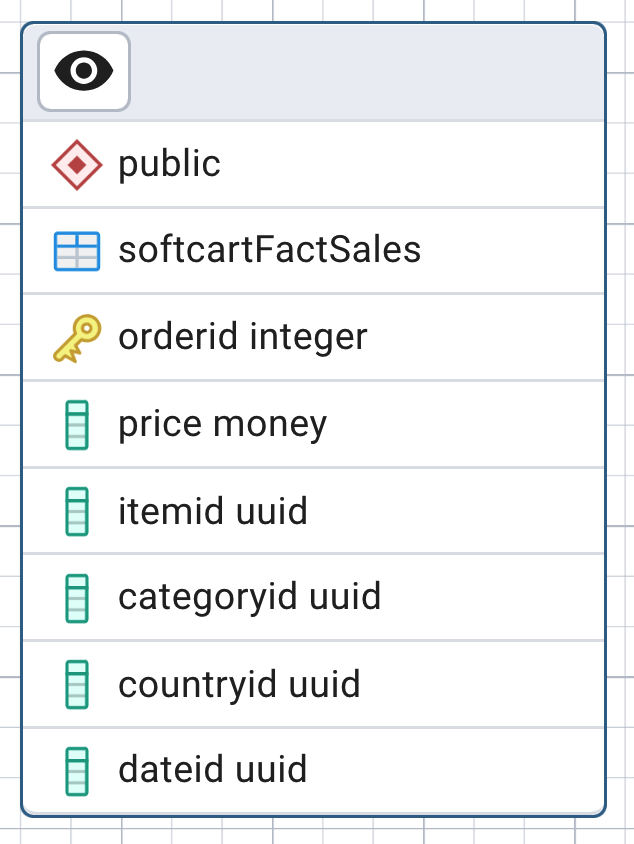 public
softcartFactSales
orderid integer
price money
itemid uuid
categoryid uuid
countryid uuid
dateid uuid